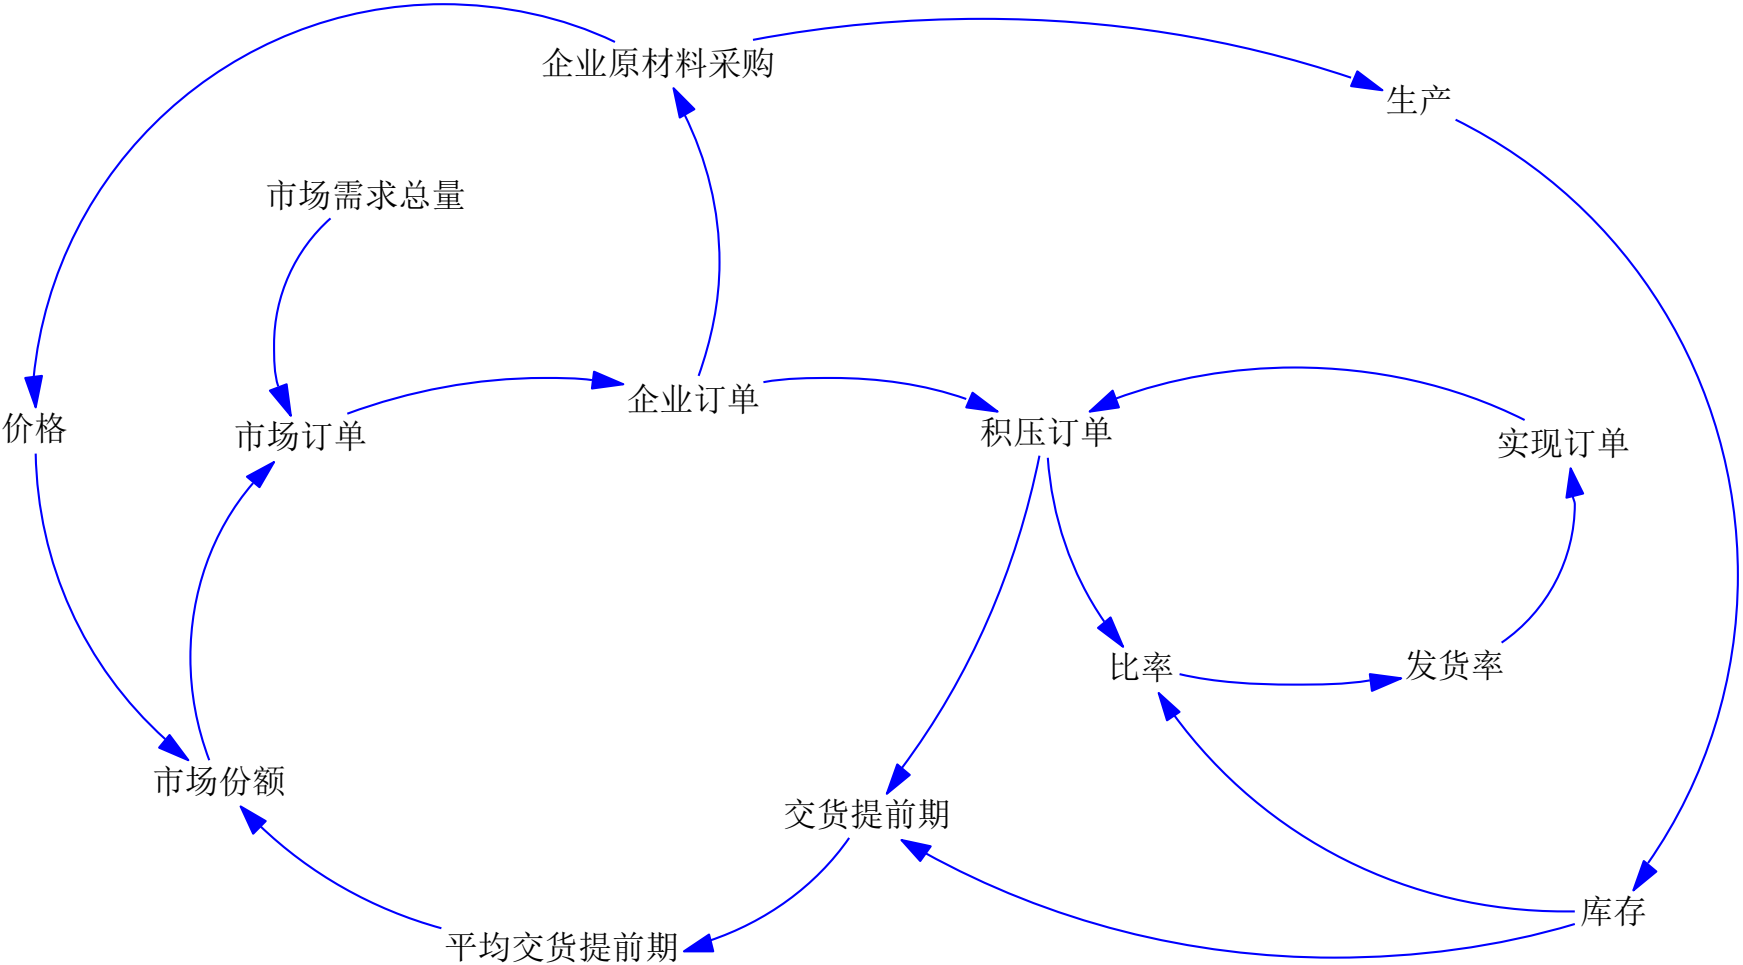 企业原材料采购
生产
市场需求总量
企业订单
价格
市场订单
积压订单
实现订单
比率
发货率
市场份额
交货提前期
库存
平均交货提前期